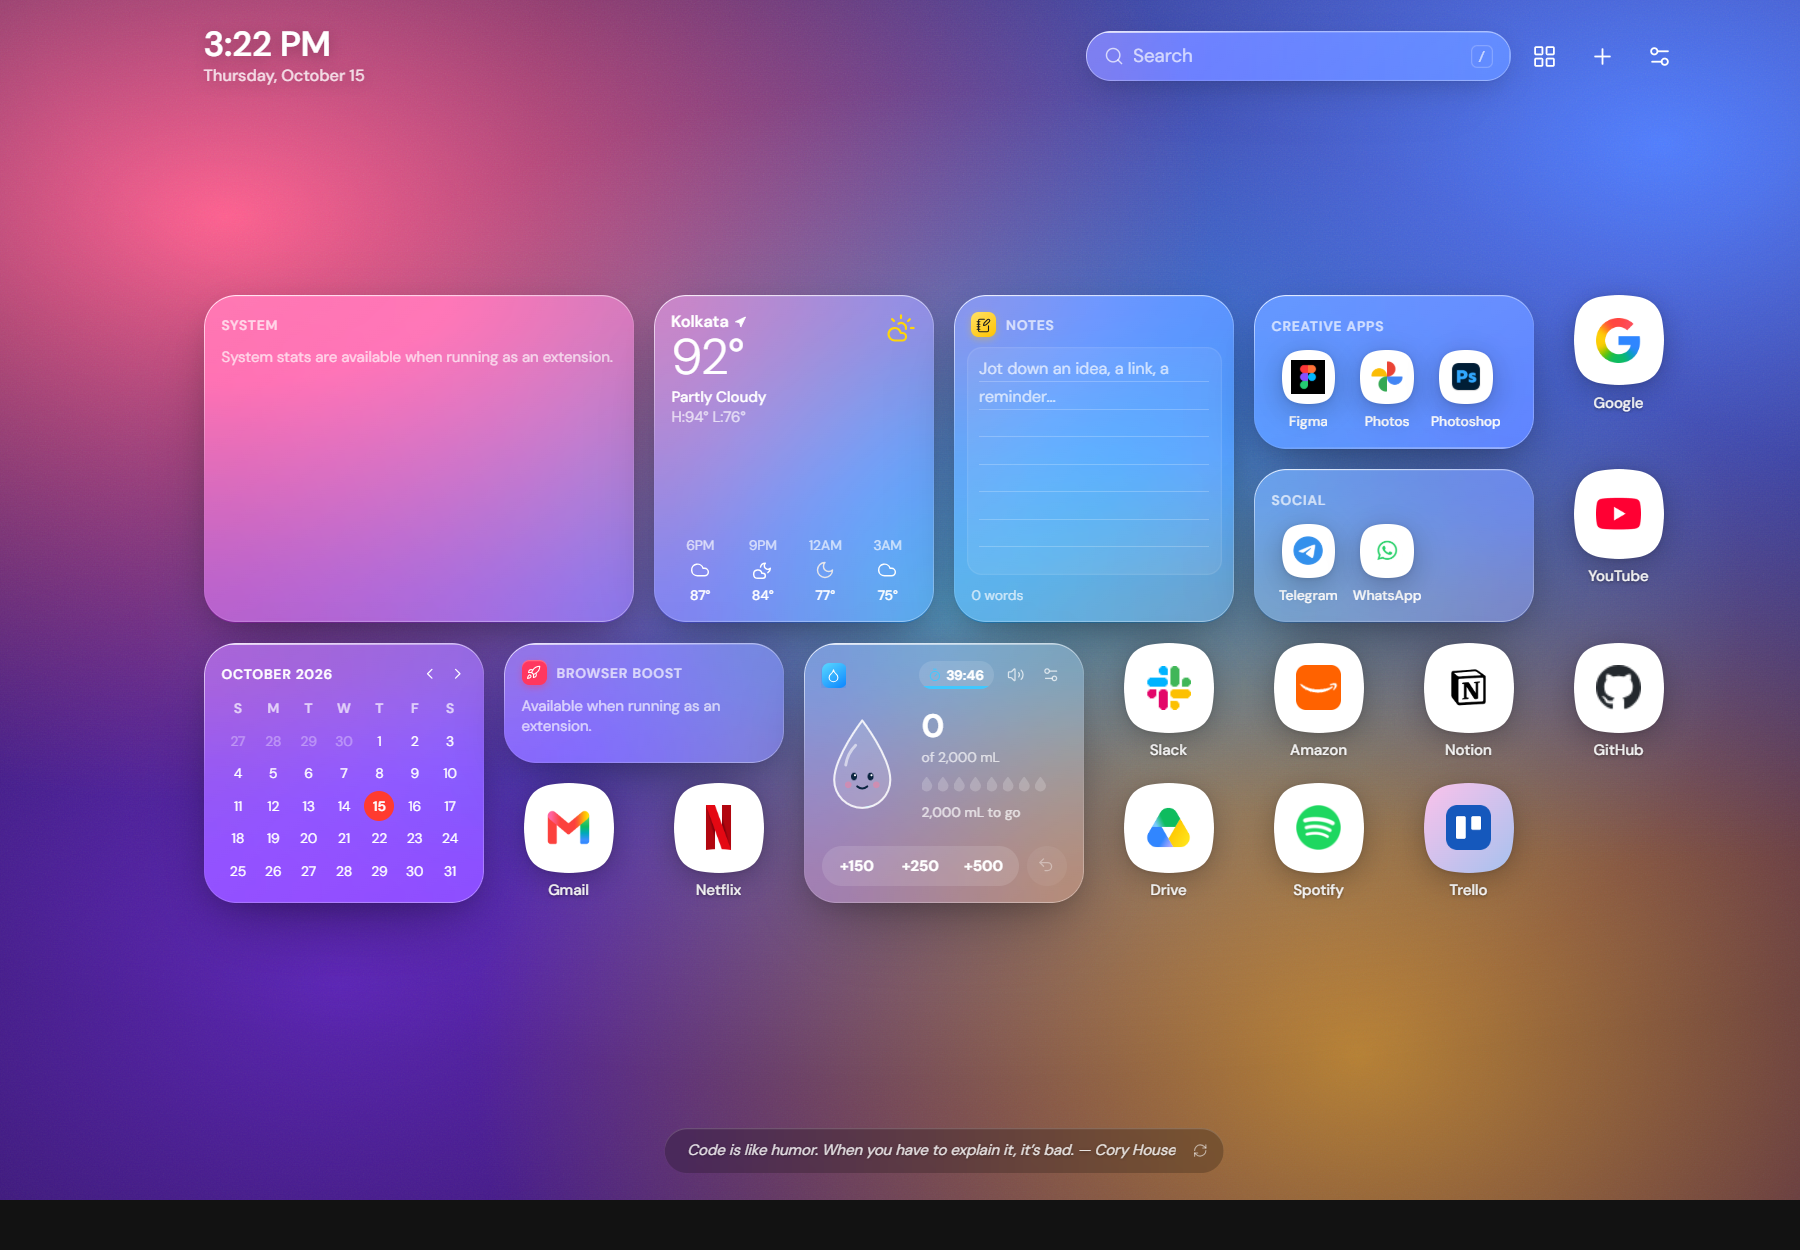 3:22 PM
Thursday, October 15
Search
/
SYSTEM
System stats are available when running as an extension.
Kolkata
92°
Partly Cloudy
H:94° L:76°
6PM 9PM 12AM 3AM
87° 84° 77° 75°
NOTES
Jot down an idea, a link, a
reminder...
0 words
CREATIVE APPS
Ps
Figma Photos Photoshop
Google
SOCIAL
Telegram WhatsApp
YouTube
OCTOBER 2026
S M T W T F S
27 28 29 30 1 2 3
4 5 6 7 8 9 10
11 12 13 14 15 16 17
18 19 20 21 22 23 24
25 26 27 28 29 30 31
BROWSER BOOST
Available when running as an
extension.
Gmail
Netflix
39:46
0
of 2,000 mL
2,000 mL to go
+150 +250 +500
Slack
Amazon
Notion
GitHub
Drive
Spotify
Trello
Code is like humor. When you have to explain it, it's bad. — Cory House